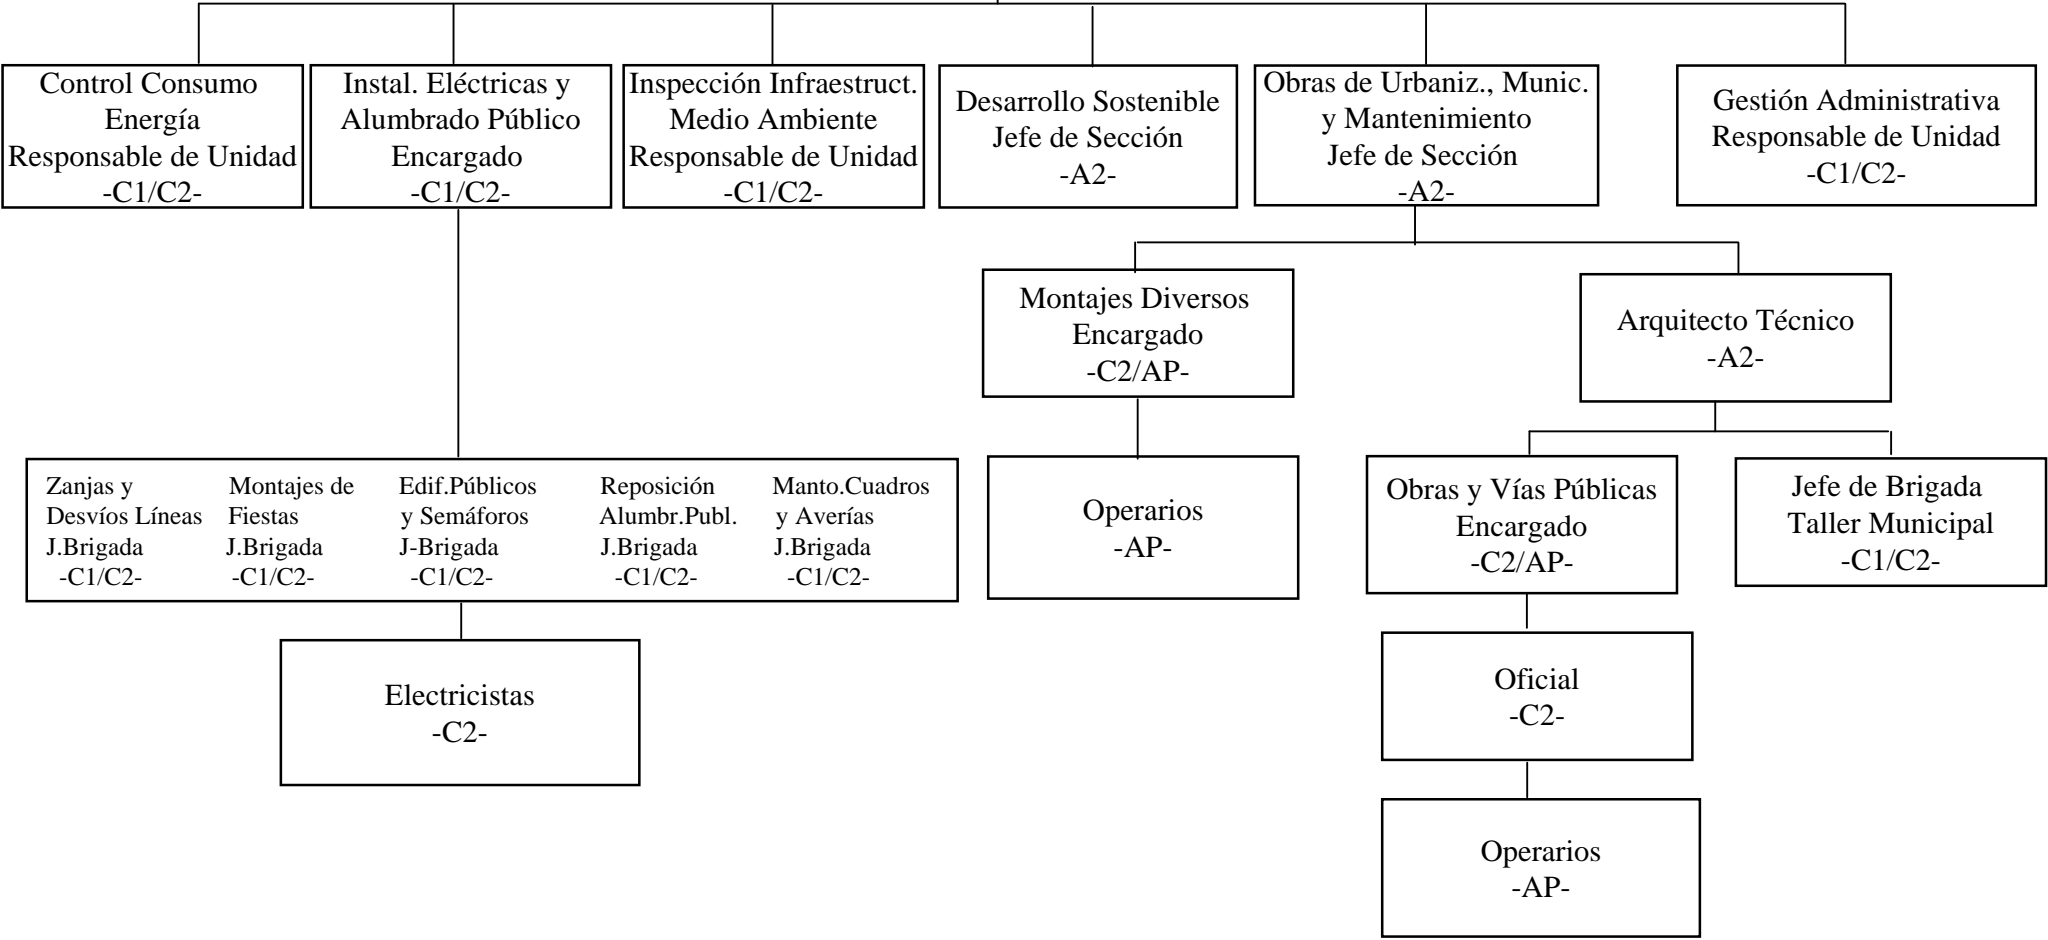 Control Consumo
Energía
Responsable de Unidad
-C1/C2-
Instal. Eléctricas y
Alumbrado Público
Encargado
-C1/C2-
Inspección Infraestruct.
Medio Ambiente
Responsable de Unidad
-C1/C2-
Desarrollo Sostenible
Jefe de Sección
-A2-
Obras de Urbaniz., Munic.
y Mantenimiento
Jefe de Sección
-A2-
Gestión Administrativa
Responsable de Unidad
-C1/C2-
Montajes Diversos
Encargado
-C2/AP-
Arquitecto Técnico
-A2-
Zanjas y
Desvíos Líneas
J.Brigada
-C1/C2-
Montajes de
Fiestas
J.Brigada
-C1/C2-
Edif.Públicos
y Semáforos
J-Brigada
-C1/C2-
Reposición
Alumbr.Publ.
J.Brigada
-C1/C2-
Manto.Cuadros
y Averías
J.Brigada
-C1/C2-
Operarios
-AP-
Obras y Vías Públicas
Encargado
-C2/AP-
Jefe de Brigada
Taller Municipal
-C1/C2-
Electricistas
-C2-
Oficial
-C2-
Operarios
-AP-